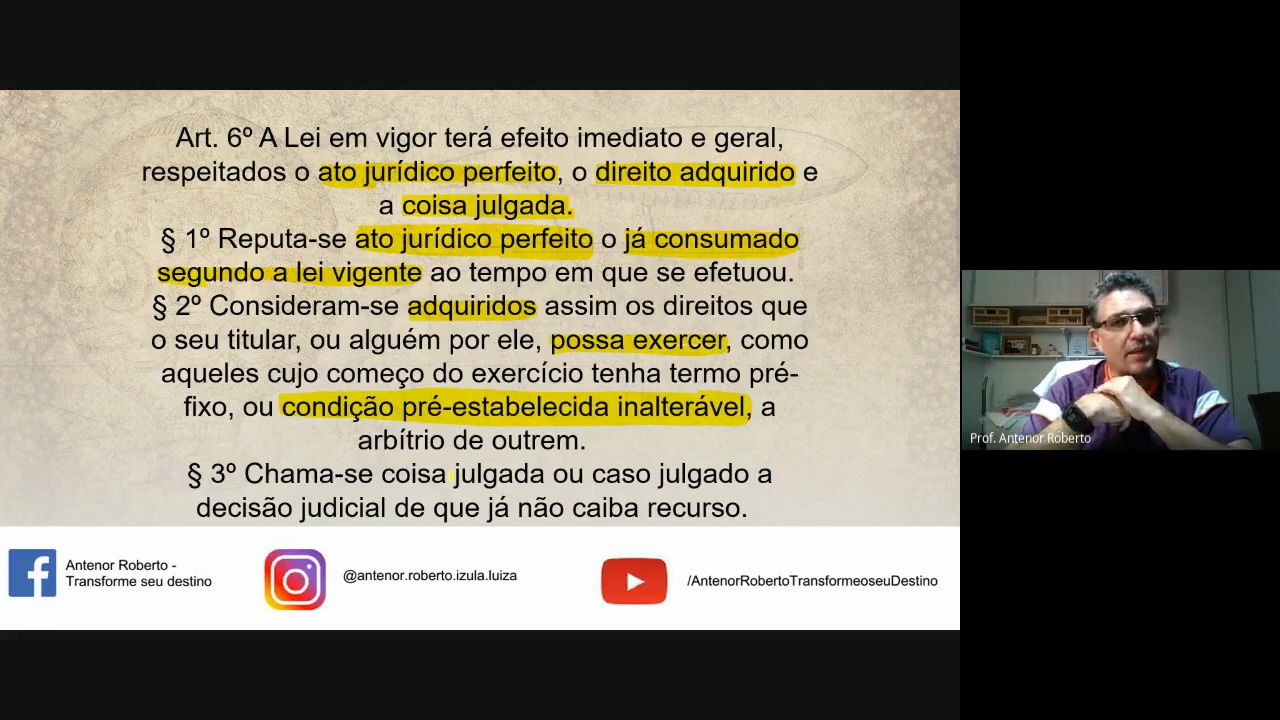 Art. 6º A Lei em vigor terá efeito imediato e geral,
respeitados o ato jurídico perfeito, o direito adquirido e
a coisa julgada.
§ 1º Reputa-se ato jurídico perfeito o já consumado
segundo a lei vigente ao tempo em que se efetuou.
§ 2º Consideram-se adquiridos assim os direitos que
o seu titular, ou alguém por ele, possa exercer, como
aqueles cujo começo do exercício tenha termo pré-
fixo, ou condição pré-estabelecida inalterável, a
arbítrio de outrem.
§ 3º Chama-se coisa julgada ou caso julgado a
decisão judicial de que já não caiba recurso.
Antenor Roberto -
Transforme seu destino
@antenor.roberto.izula.luiza
/AntenorRobertoTransformeoseuDestino
Prof. Antenor Roberto